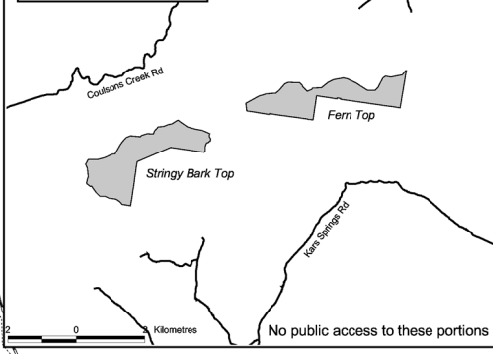 Coulsons Creek Rd
Fern Top
Stringy Bark Top
Kars Springs Rd
2 0 2 Kilometres
No public access to these portions